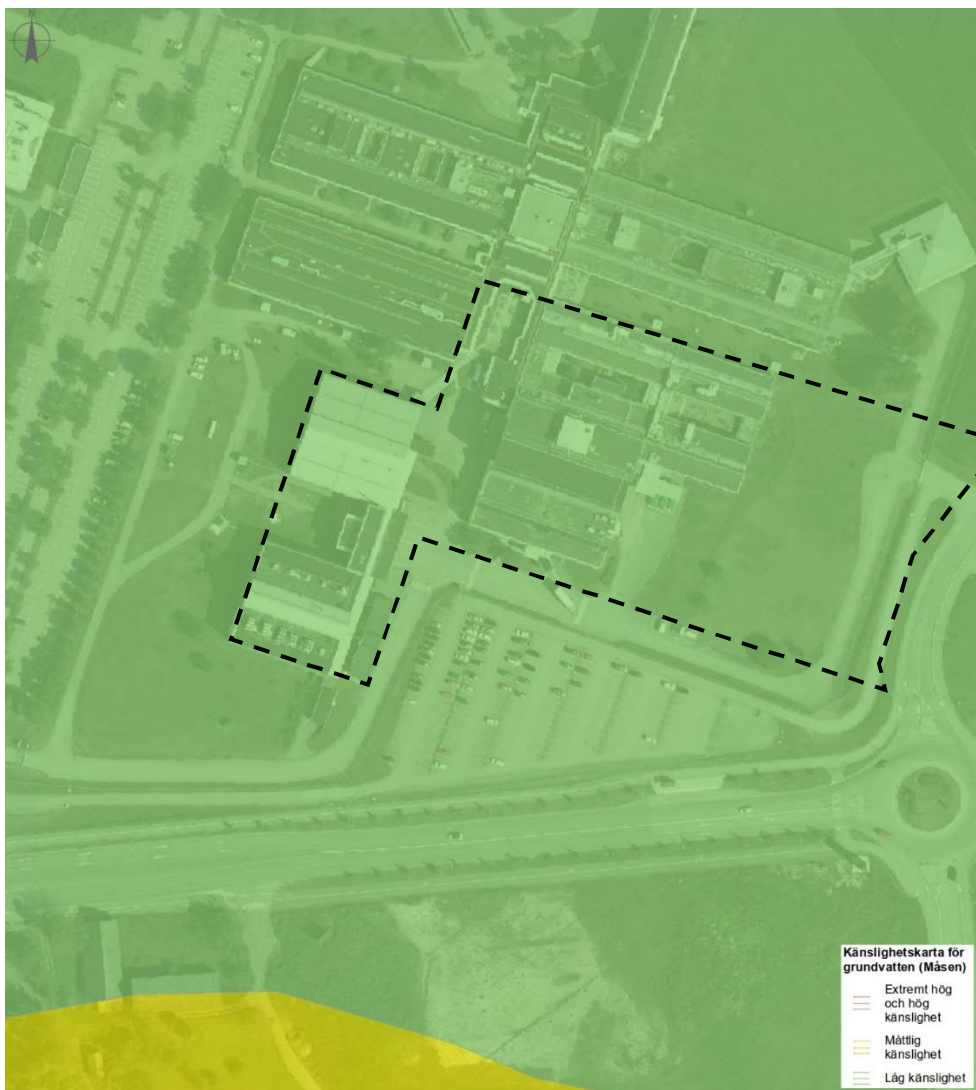 N
Känslighetskarta för
grundvatten (Måsen)
Extremt hög
och hög
känslighet
Måttlig
känslighet
Låg känslighet